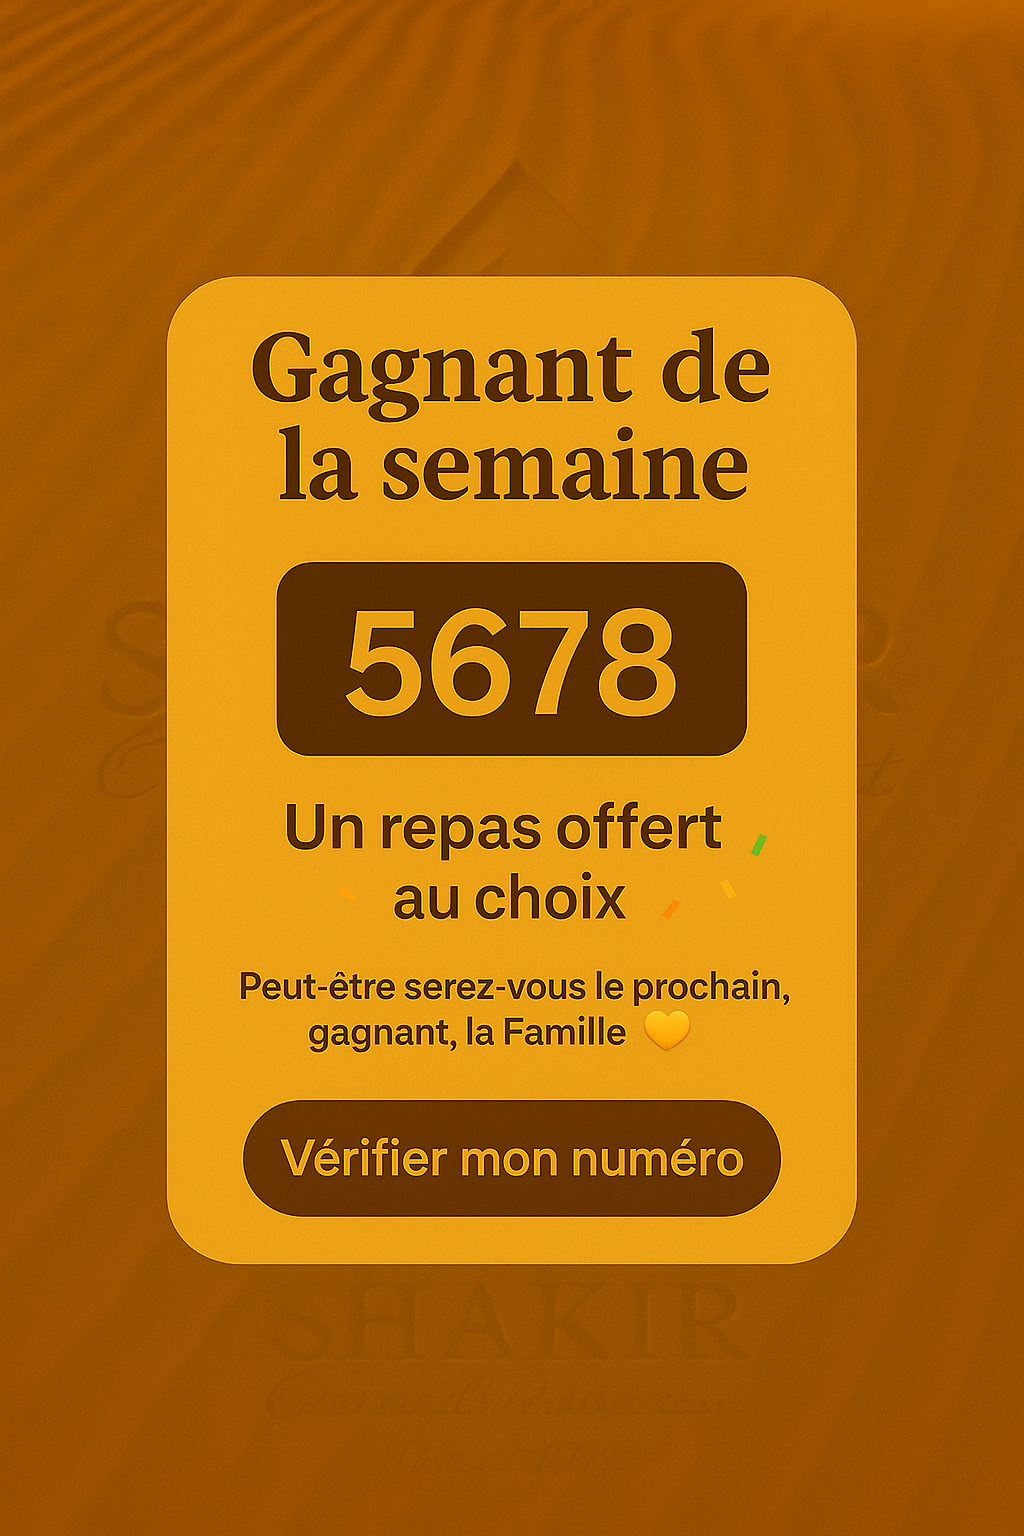 Gagnant de
la semaine
5678
Un repas offert
au choix
Peut-être serez-vous le prochain,
gagnant, la Famille 💛
Vérifier mon numéro
SHAKIR